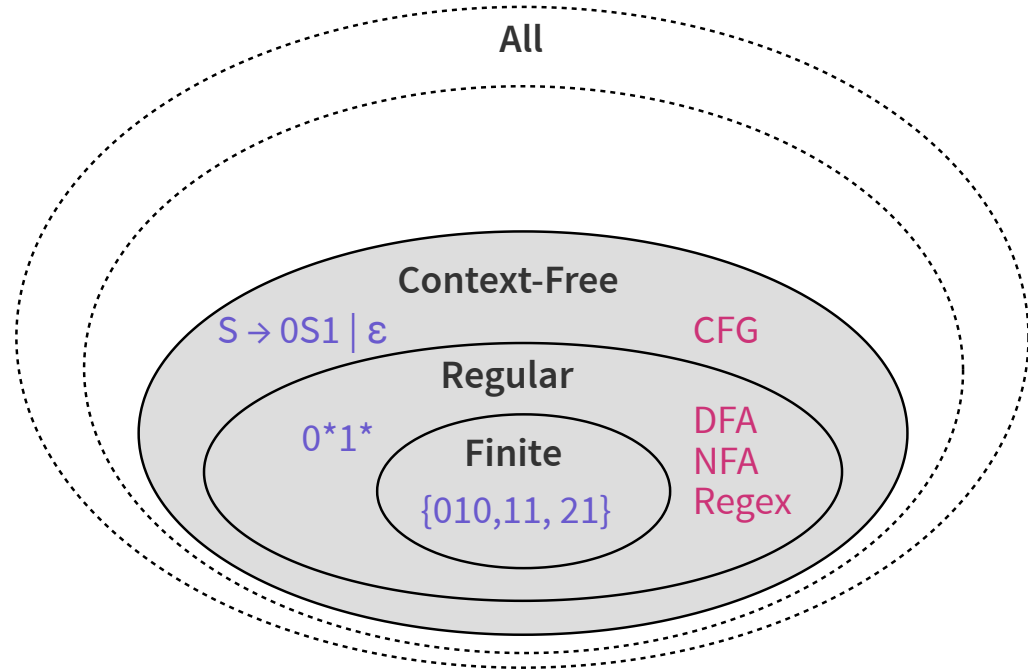 All
Context-Free
S → 0S1 | ε
CFG
Regular
DFA
0*1*
Finite
NFA
Regex
{010,11, 21}